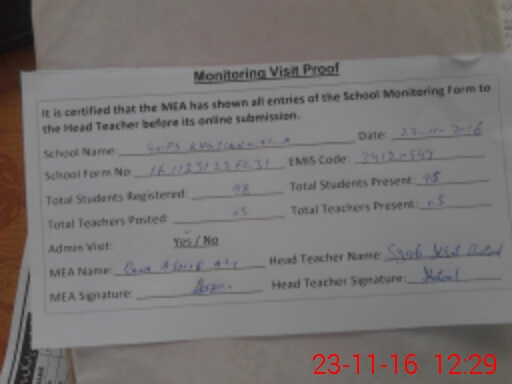 Monitoring Visit Proof
It is certified that the MEA has shown all entries of the School Monitoring Form to
the Head Teacher before its online submission.
School Name: Date: 23-11-2016
School Form No EMIS Code:
Total Students Registered: 98 Total Students Present: 98
Total Teachers Posted: 05 Total Teachers Present: 05
Admin Visit: Yes / No
MEA Name: Head Teacher Name:
MEA Signature: Head Teacher Signature:
23-11-16 12:29